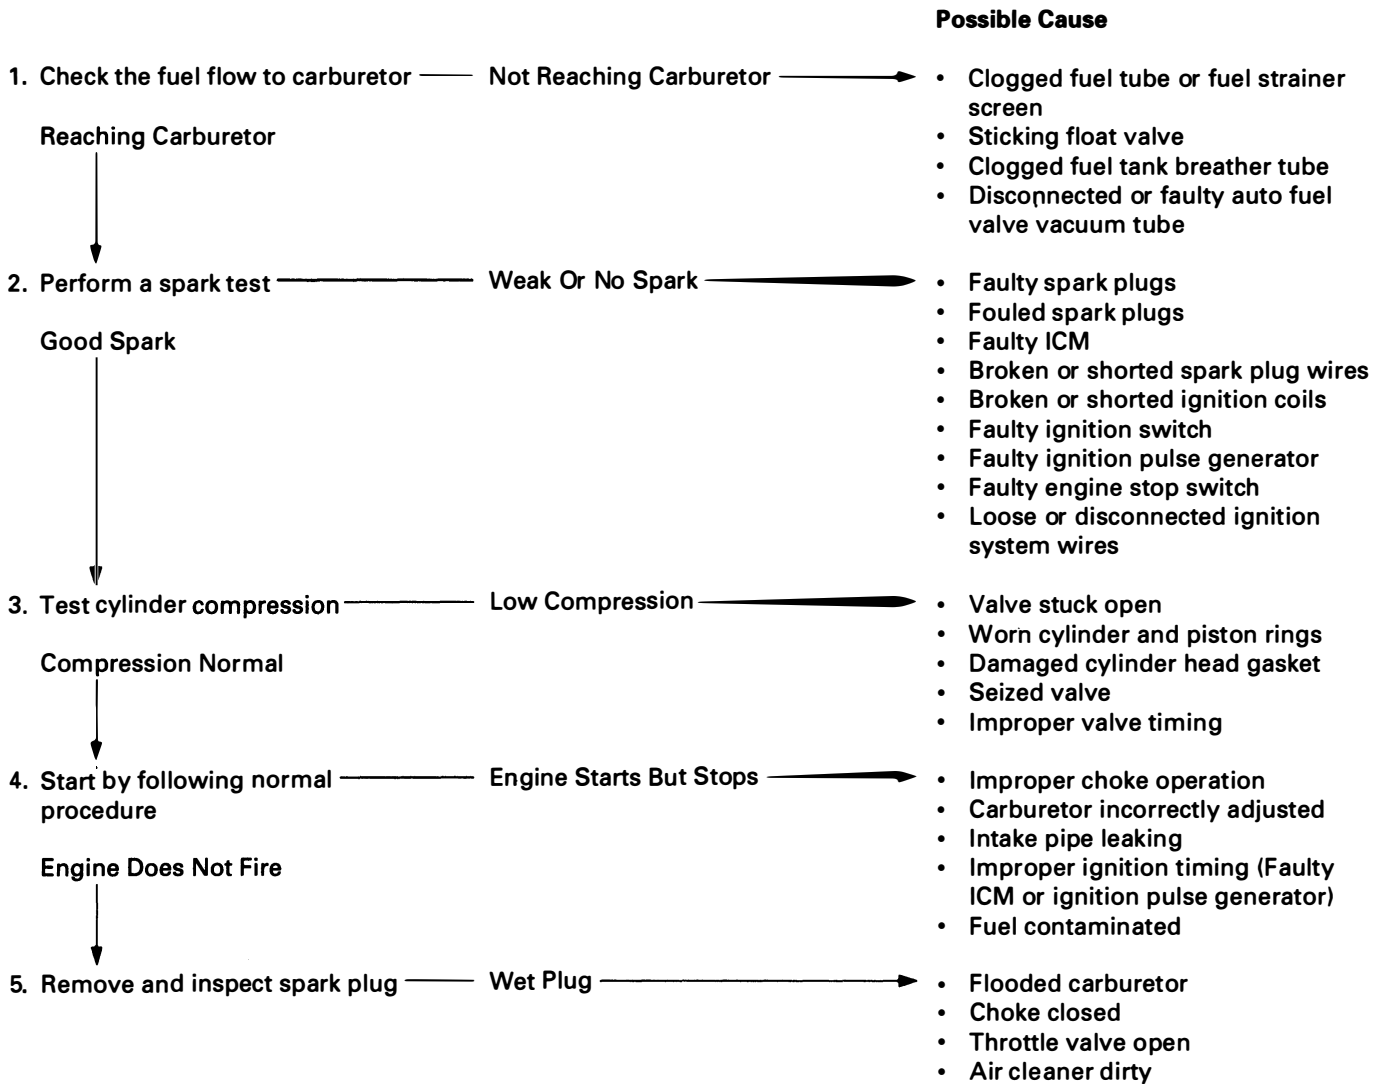 Possible Cause
1. Check the fuel flow to carburetor
Not Reaching Carburetor
• Clogged fuel tube or fuel strainer
screen
• Sticking float valve
• Clogged fuel tank breather tube
• Disconnected or faulty auto fuel
valve vacuum tube
Reaching Carburetor
2. Perform a spark test
Weak Or No Spark
• Faulty spark plugs
• Fouled spark plugs
• Faulty ICM
• Broken or shorted spark plug wires
• Broken or shorted ignition coils
• Faulty ignition switch
• Faulty ignition pulse generator
• Faulty engine stop switch
• Loose or disconnected ignition
system wires
Good Spark
3. Test cylinder compression
Low Compression
• Valve stuck open
• Worn cylinder and piston rings
• Damaged cylinder head gasket
• Seized valve
• Improper valve timing
Compression Normal
4. Start by following normal
procedure
Engine Starts But Stops
• Improper choke operation
• Carburetor incorrectly adjusted
• Intake pipe leaking
• Improper ignition timing (Faulty
ICM or ignition pulse generator)
• Fuel contaminated
Engine Does Not Fire
5. Remove and inspect spark plug
Wet Plug
• Flooded carburetor
• Choke closed
• Throttle valve open
• Air cleaner dirty